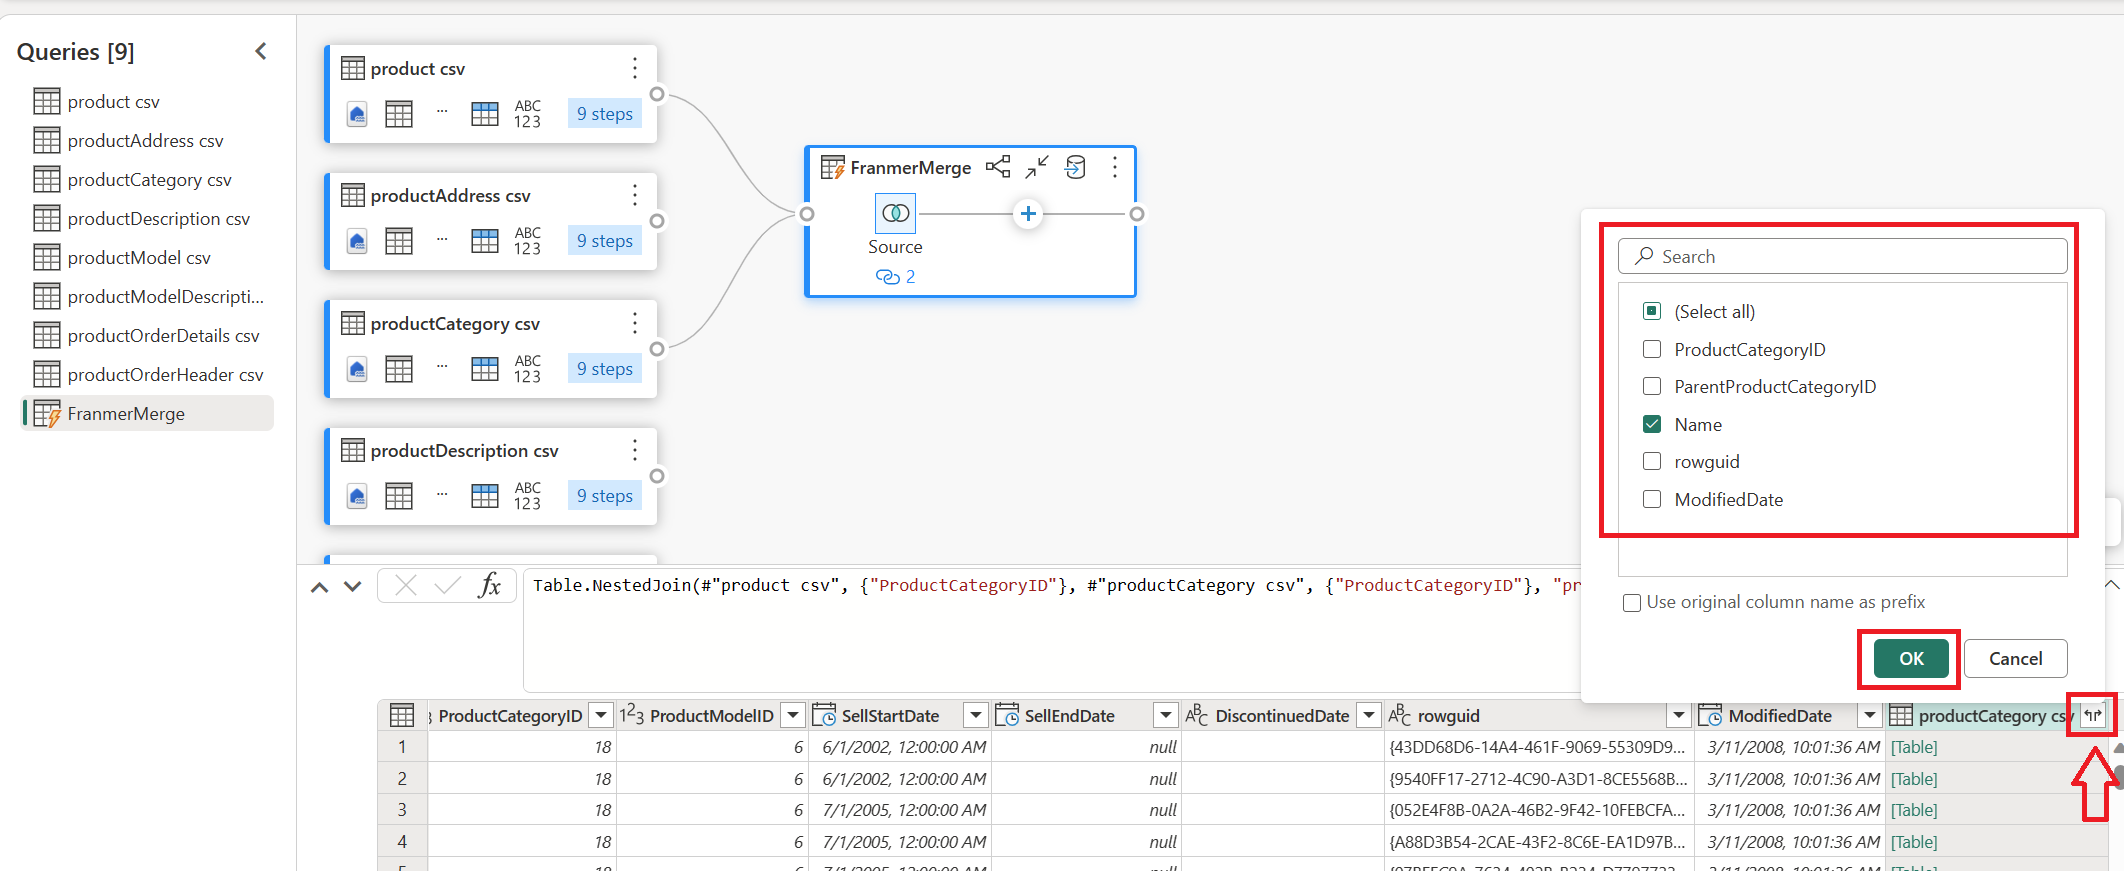 Queries [9]
product csv
productAddress csv
productCategory csv
productDescription csv
productModel csv
productModelDescripti...
productOrderDetails csv
productOrderHeader csv
FranmerMerge
product csv
ABC
123
9 steps
productAddress csv
ABC
123
9 steps
productCategory csv
ABC
123
9 steps
productDescription csv
ABC
123
9 steps
FranmerMerge
Source
2
Search
(Select all)
ProductCategoryID
ParentProductCategoryID
Name
rowguid
ModifiedDate
Use original column name as prefix
OK
Cancel
fx
Table.NestedJoin(#"product csv", {"ProductCategoryID"}, #"productCategory csv", {"ProductCategoryID"}, "p
ProductCategoryID 123 ProductModelID SellStartDate SellEndDate ABC DiscontinuedDate ABC rowguid ModifiedDate productCategory csv
1 18 6 6/1/2002, 12:00:00 AM null {43DD68D6-14A4-461F-9069-55309D9... 3/11/2008, 10:01:36 AM [Table]
2 18 6 6/1/2002, 12:00:00 AM null {9540FF17-2712-4C90-A3D1-8CE5568B... 3/11/2008, 10:01:36 AM [Table]
3 18 6 7/1/2005, 12:00:00 AM null {052E4F8B-0A2A-46B2-9F42-10FEBCFA... 3/11/2008, 10:01:36 AM [Table]
4 18 6 7/1/2005, 12:00:00 AM null {A88D3B54-2CAE-43F2-8C6E-EA1D97B... 3/11/2008, 10:01:36 AM [Table]